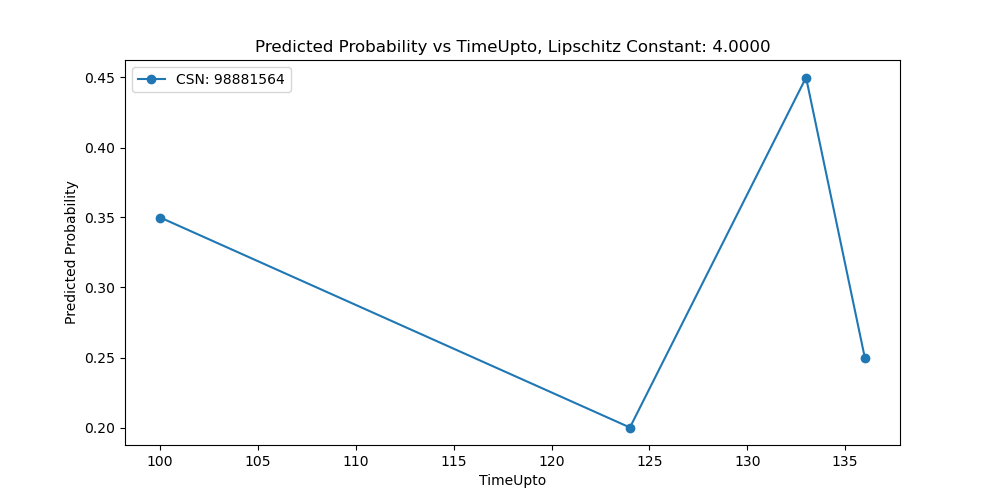 Predicted Probability vs TimeUpto, Lipschitz Constant: 4.0000
CSN: 98881564
Predicted Probability
0.45
0.40
0.35
0.30
0.25
0.20
100 105 110 115 120 125 130 135
TimeUpto